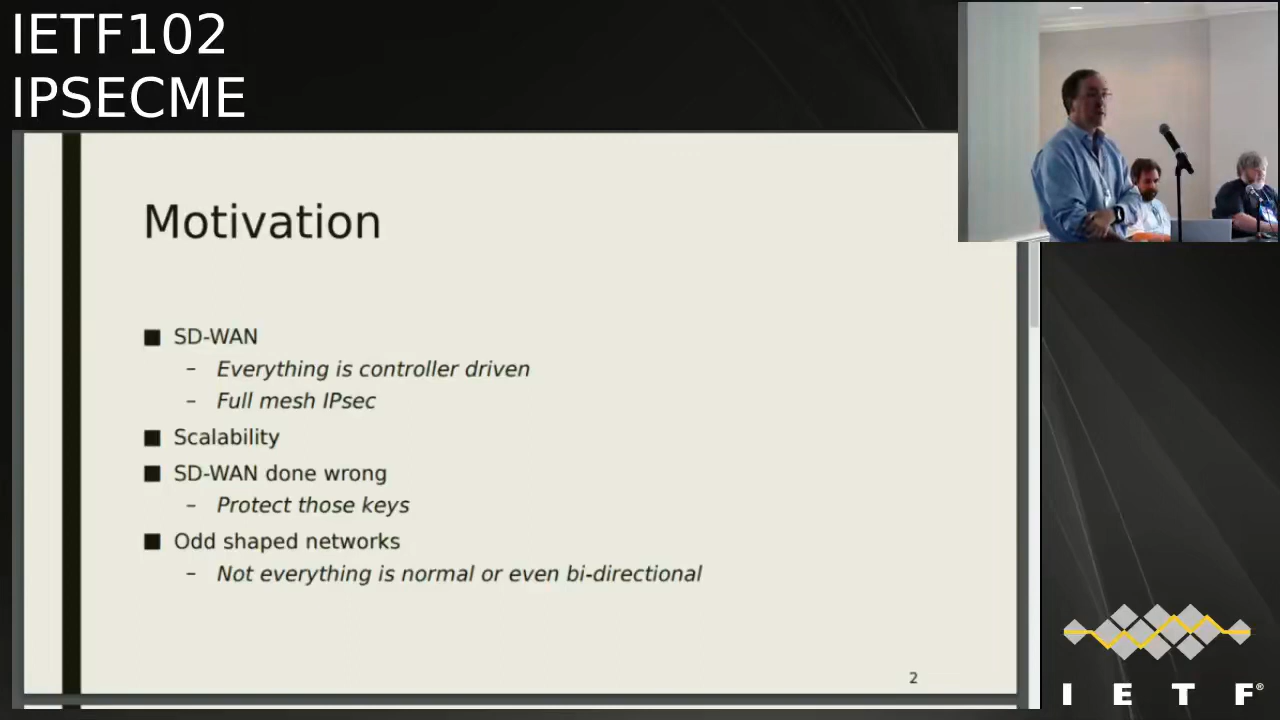 IETF102
IPSECME
Motivation
■ SD-WAN
– Everything is controller driven
– Full mesh IPsec
■ Scalability
■ SD-WAN done wrong
– Protect those keys
■ Odd shaped networks
– Not everything is normal or even bi-directional
2
I E T F®